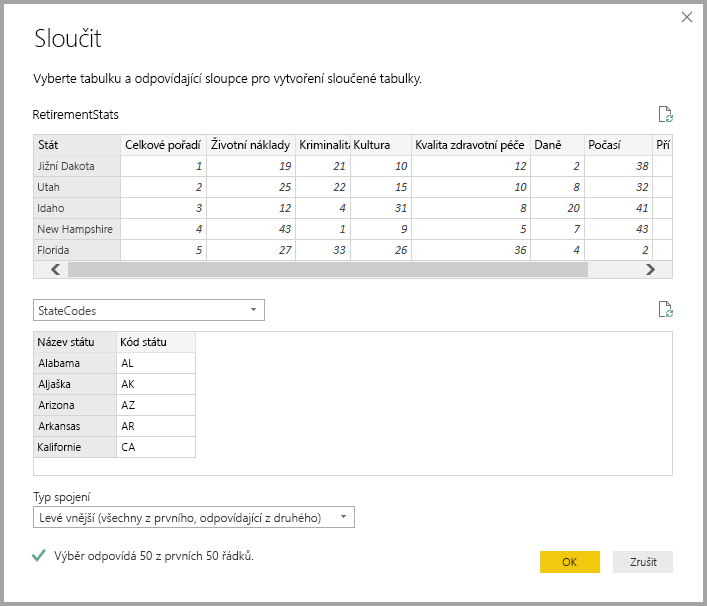 Sloučit
Vyberte tabulku a odpovídající sloupce pro vytvoření sloučené tabulky.
RetirementStats
Stát Celkové pořadí Životní náklady Kriminalita Kultura Kvalita zdravotní péče Daně Počasí Pří
Jižní Dakota 1 19 21 10 12 2 38
Utah 2 25 22 15 10 8 32
Idaho 3 12 4 31 8 20 41
New Hampshire 4 43 1 9 5 7 43
Florida 5 27 33 26 36 4 2
StateCodes
Název státu Kód státu
Alabama AL
Aljaška AK
Arizona AZ
Arkansas AR
Kalifornie CA
Typ spojení
Levé vnější (všechny z prvního, odpovídající z druhého)
Výběr odpovídá 50 z prvních 50 řádků.
OK Zrušit